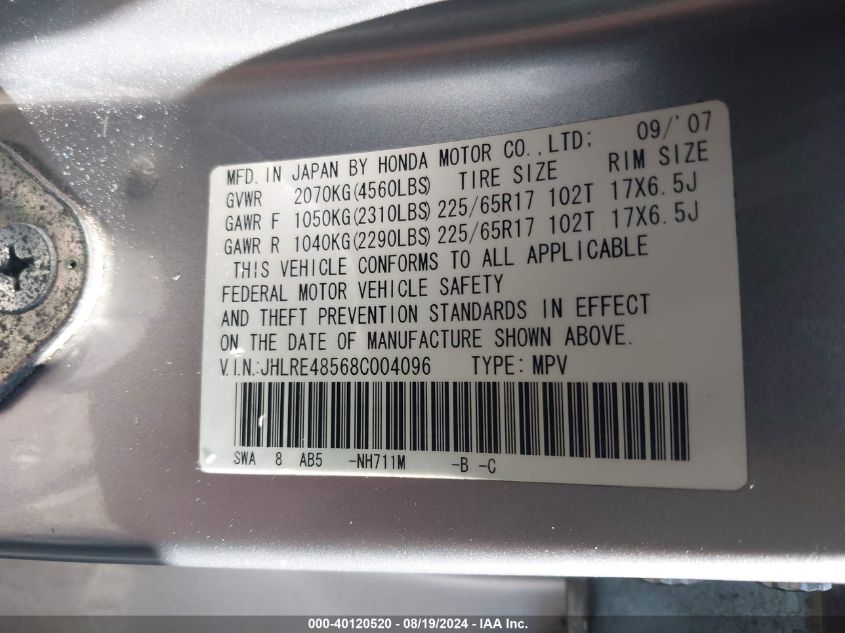 MFD. IN JAPAN BY HONDA MOTOR CO.,LTD; 09/'07
GVWR 2070KG(4560LBS) TIRE SIZE RIM SIZE
GAWR F 1050KG(2310LBS) 225/65R17 102T 17X6.5J
GAWR R 1040KG(2290LBS) 225/65R17 102T 17X6.5J
THIS VEHICLE CONFORMS TO ALL APPLICABLE
FEDERAL MOTOR VEHICLE SAFETY
AND THEFT PREVENTION STANDARDS IN EFFECT
ON THE DATE OF MANUFACTURE SHOWN ABOVE.
V.I.N.:JHLRE48568C004096 TYPE: MPV
SWA 8 AB5 -NH711M -B -C
000-40120520 - 08/19/2024 - IAA Inc.